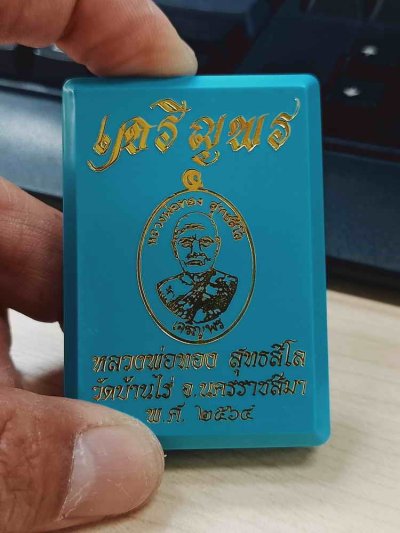 เจริญพร
หลวงพ่อทอง สุทธสีโล
เจริญพร
หลวงพ่อทอง สุทธสีโล
วัดบ้านไร่ จ.นครราชสีมา
พ.ศ. ๒๕๖๔